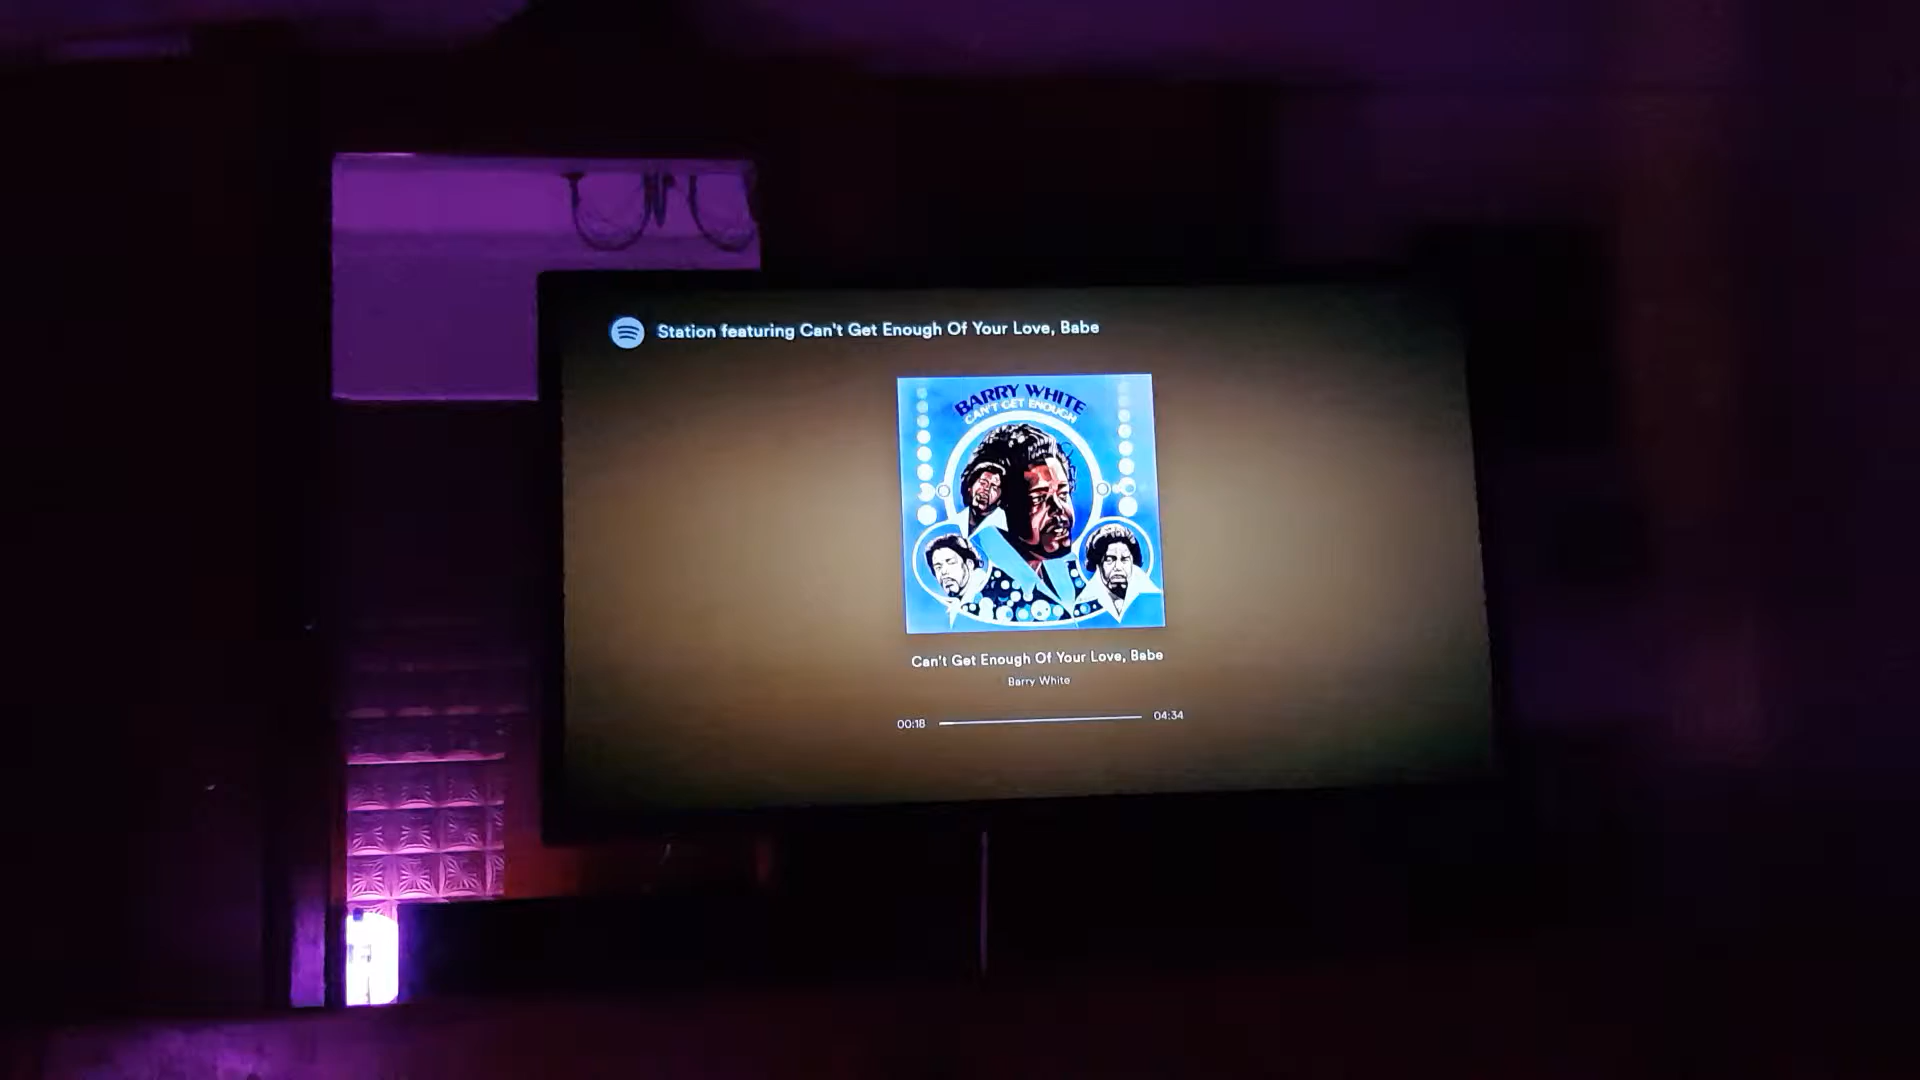 Station featuring Can't Get Enough Of Your Love, Babe
BARRY WHITE
CAN'T GET ENOUGH
Can't Get Enough Of Your Love, Babe
Barry White
00:18 04:34